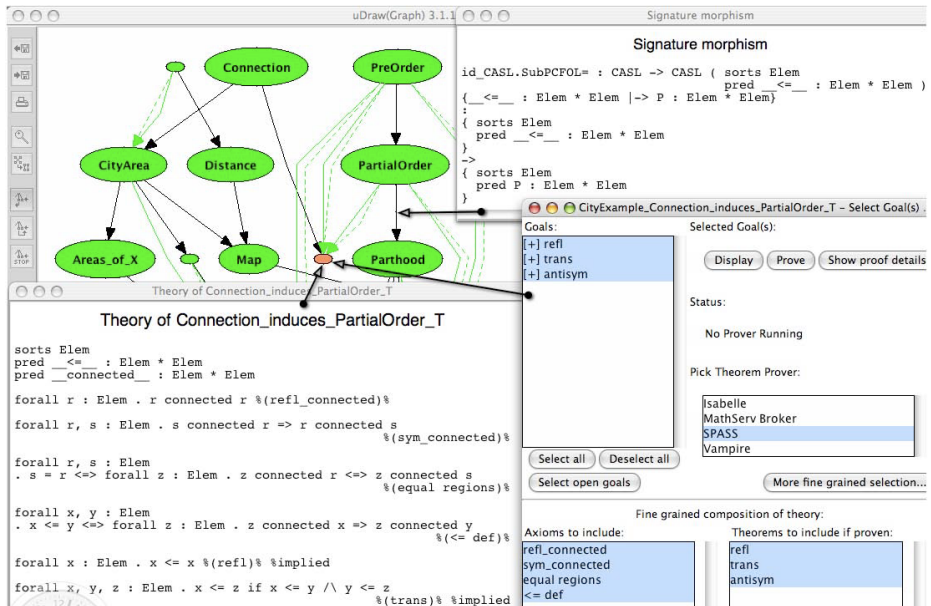 uDraw(Graph) 3.1.1
Connection
PreOrder
CityArea
Distance
PartialOrder
Areas_of_X
Map
Parthood
STOP
Signature morphism
Signature morphism
id_CASL.SubPCFOL= : CASL -> CASL ( sorts Elem
pred __<=__ : Elem * Elem )
{__<=__ : Elem * Elem |-> P : Elem * Elem}
:
{ sorts Elem
pred __<=__ : Elem * Elem
}
->
{ sorts Elem
pred P : Elem * Elem
}
Theory of Connection_induces_PartialOrder_T
Theory of Connection_induces_PartialOrder_T
sorts Elem
pred __<=__ : Elem * Elem
pred __connected__ : Elem * Elem
forall r : Elem . r connected r %(refl_connected)%
forall r, s : Elem . s connected r => r connected s
%(sym_connected)%
forall r, s : Elem
. s = r <=> forall z : Elem . z connected r <=> z connected s
%(equal regions)%
forall x, y : Elem
. x <= y <=> forall z : Elem . z connected x => z connected y
%(<= def)%
forall x : Elem . x <= x %(refl)% %implied
forall x, y, z : Elem . x <= z if x <= y /\ y <= z
%(trans)% %implied
CityExample_Connection_induces_PartialOrder_T – Select Goal(s) .
Goals:
[+] refl
[+] trans
[+] antisym
Select all
Deselect all
Select open goals
Selected Goal(s):
Display
Prove
Show proof details
Status:
No Prover Running
Pick Theorem Prover:
Isabelle
MathServ Broker
SPASS
Vampire
More fine grained selection...
Fine grained composition of theory:
Axioms to include:
refl_connected
sym_connected
equal regions
<= def
Theorems to include if proven:
refl
trans
antisym